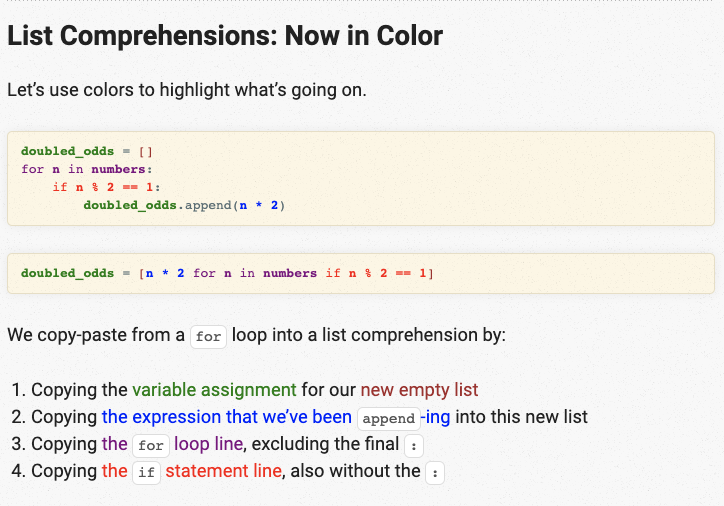 List Comprehensions: Now in Color
Let’s use colors to highlight what’s going on.
doubled_odds = []
for n in numbers:
    if n % 2 == 1:
        doubled_odds.append(n * 2)
doubled_odds = [n * 2 for n in numbers if n % 2 == 1]
We copy-paste from a for loop into a list comprehension by:
1. Copying the variable assignment for our new empty list
2. Copying the expression that we’ve been append-ing into this new list
3. Copying the for loop line, excluding the final :
4. Copying the if statement line, also without the :